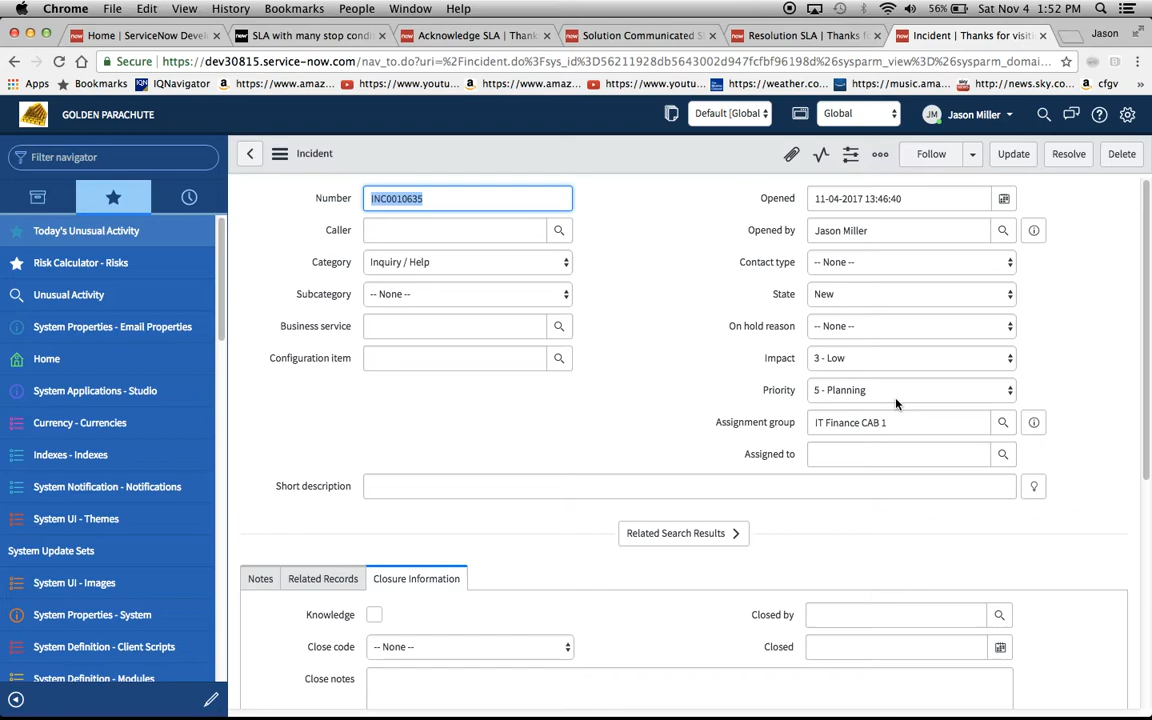 Chrome File Edit View History Bookmarks People Window Help 56% Sat Nov 4 1:52 PM
now Home | ServiceNow Devel
now SLA with many stop condi
now Acknowledge SLA | Thank
now Solution Communicated S
now Resolution SLA | Thanks f
now Incident | Thanks for visiti
Jason
Secure https://dev30815.service-now.com/nav_to.do?uri=%2Fincident.do%3Fsys_id%3D56211928db5643002d947fcfbf96198d%26sysparm_view%3D%26sysparm_domai...
Apps Bookmarks IQNavigator https://www.amaz... https://www.youtu... https://www.amaz... https://www.youtu... https://weather.co... https://music.ama... http://news.sky.co... cfgv »
GOLDEN PARACHUTE
Default [Global
Global
JM Jason Miller
Filter navigator
Incident
Follow
Update
Resolve
Delete
Today's Unusual Activity
Risk Calculator - Risks
Unusual Activity
System Properties - Email Properties
Home
System Applications - Studio
Currency - Currencies
Indexes - Indexes
System Notification - Notifications
System UI - Themes
System Update Sets
System UI - Images
System Properties - System
System Definition - Client Scripts
System Definition - Modules
Number INC0010635
Caller
Category Inquiry / Help
Subcategory -- None --
Business service
Configuration item
Opened 11-04-2017 13:46:40
Opened by Jason Miller
Contact type -- None --
State New
On hold reason -- None --
Impact 3 - Low
Priority 5 - Planning
Assignment group IT Finance CAB 1
Assigned to
Short description
Related Search Results
Notes Related Records Closure Information
Knowledge
Close code -- None --
Close notes
Closed by
Closed